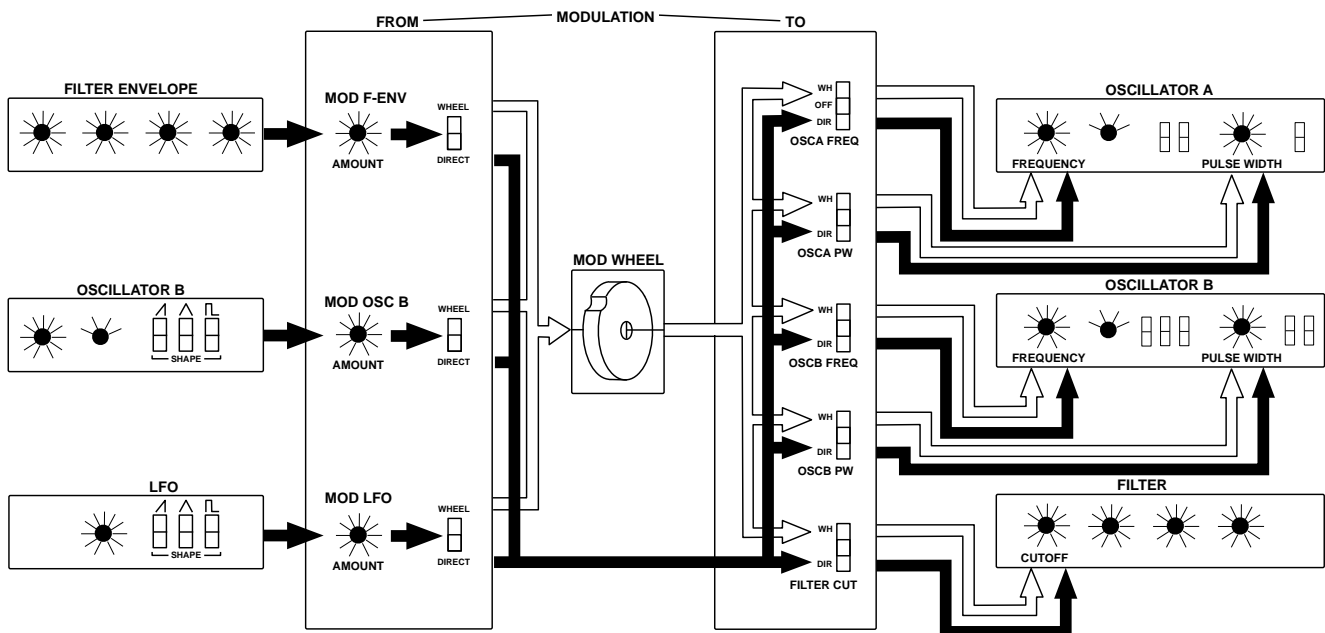 FROM MODULATION TO
FILTER ENVELOPE
MOD F-ENV
AMOUNT
WHEEL
DIRECT
OSCILLATOR B
SHAPE
MOD OSC B
AMOUNT
WHEEL
DIRECT
LFO
SHAPE
MOD LFO
AMOUNT
WHEEL
DIRECT
MOD WHEEL
WH
OFF
DIR
OSCA FREQ
WH
DIR
OSCA PW
WH
DIR
OSCB FREQ
WH
DIR
OSCB PW
WH
DIR
FILTER CUT
OSCILLATOR A
FREQUENCY PULSE WIDTH
OSCILLATOR B
FREQUENCY PULSE WIDTH
FILTER
CUTOFF